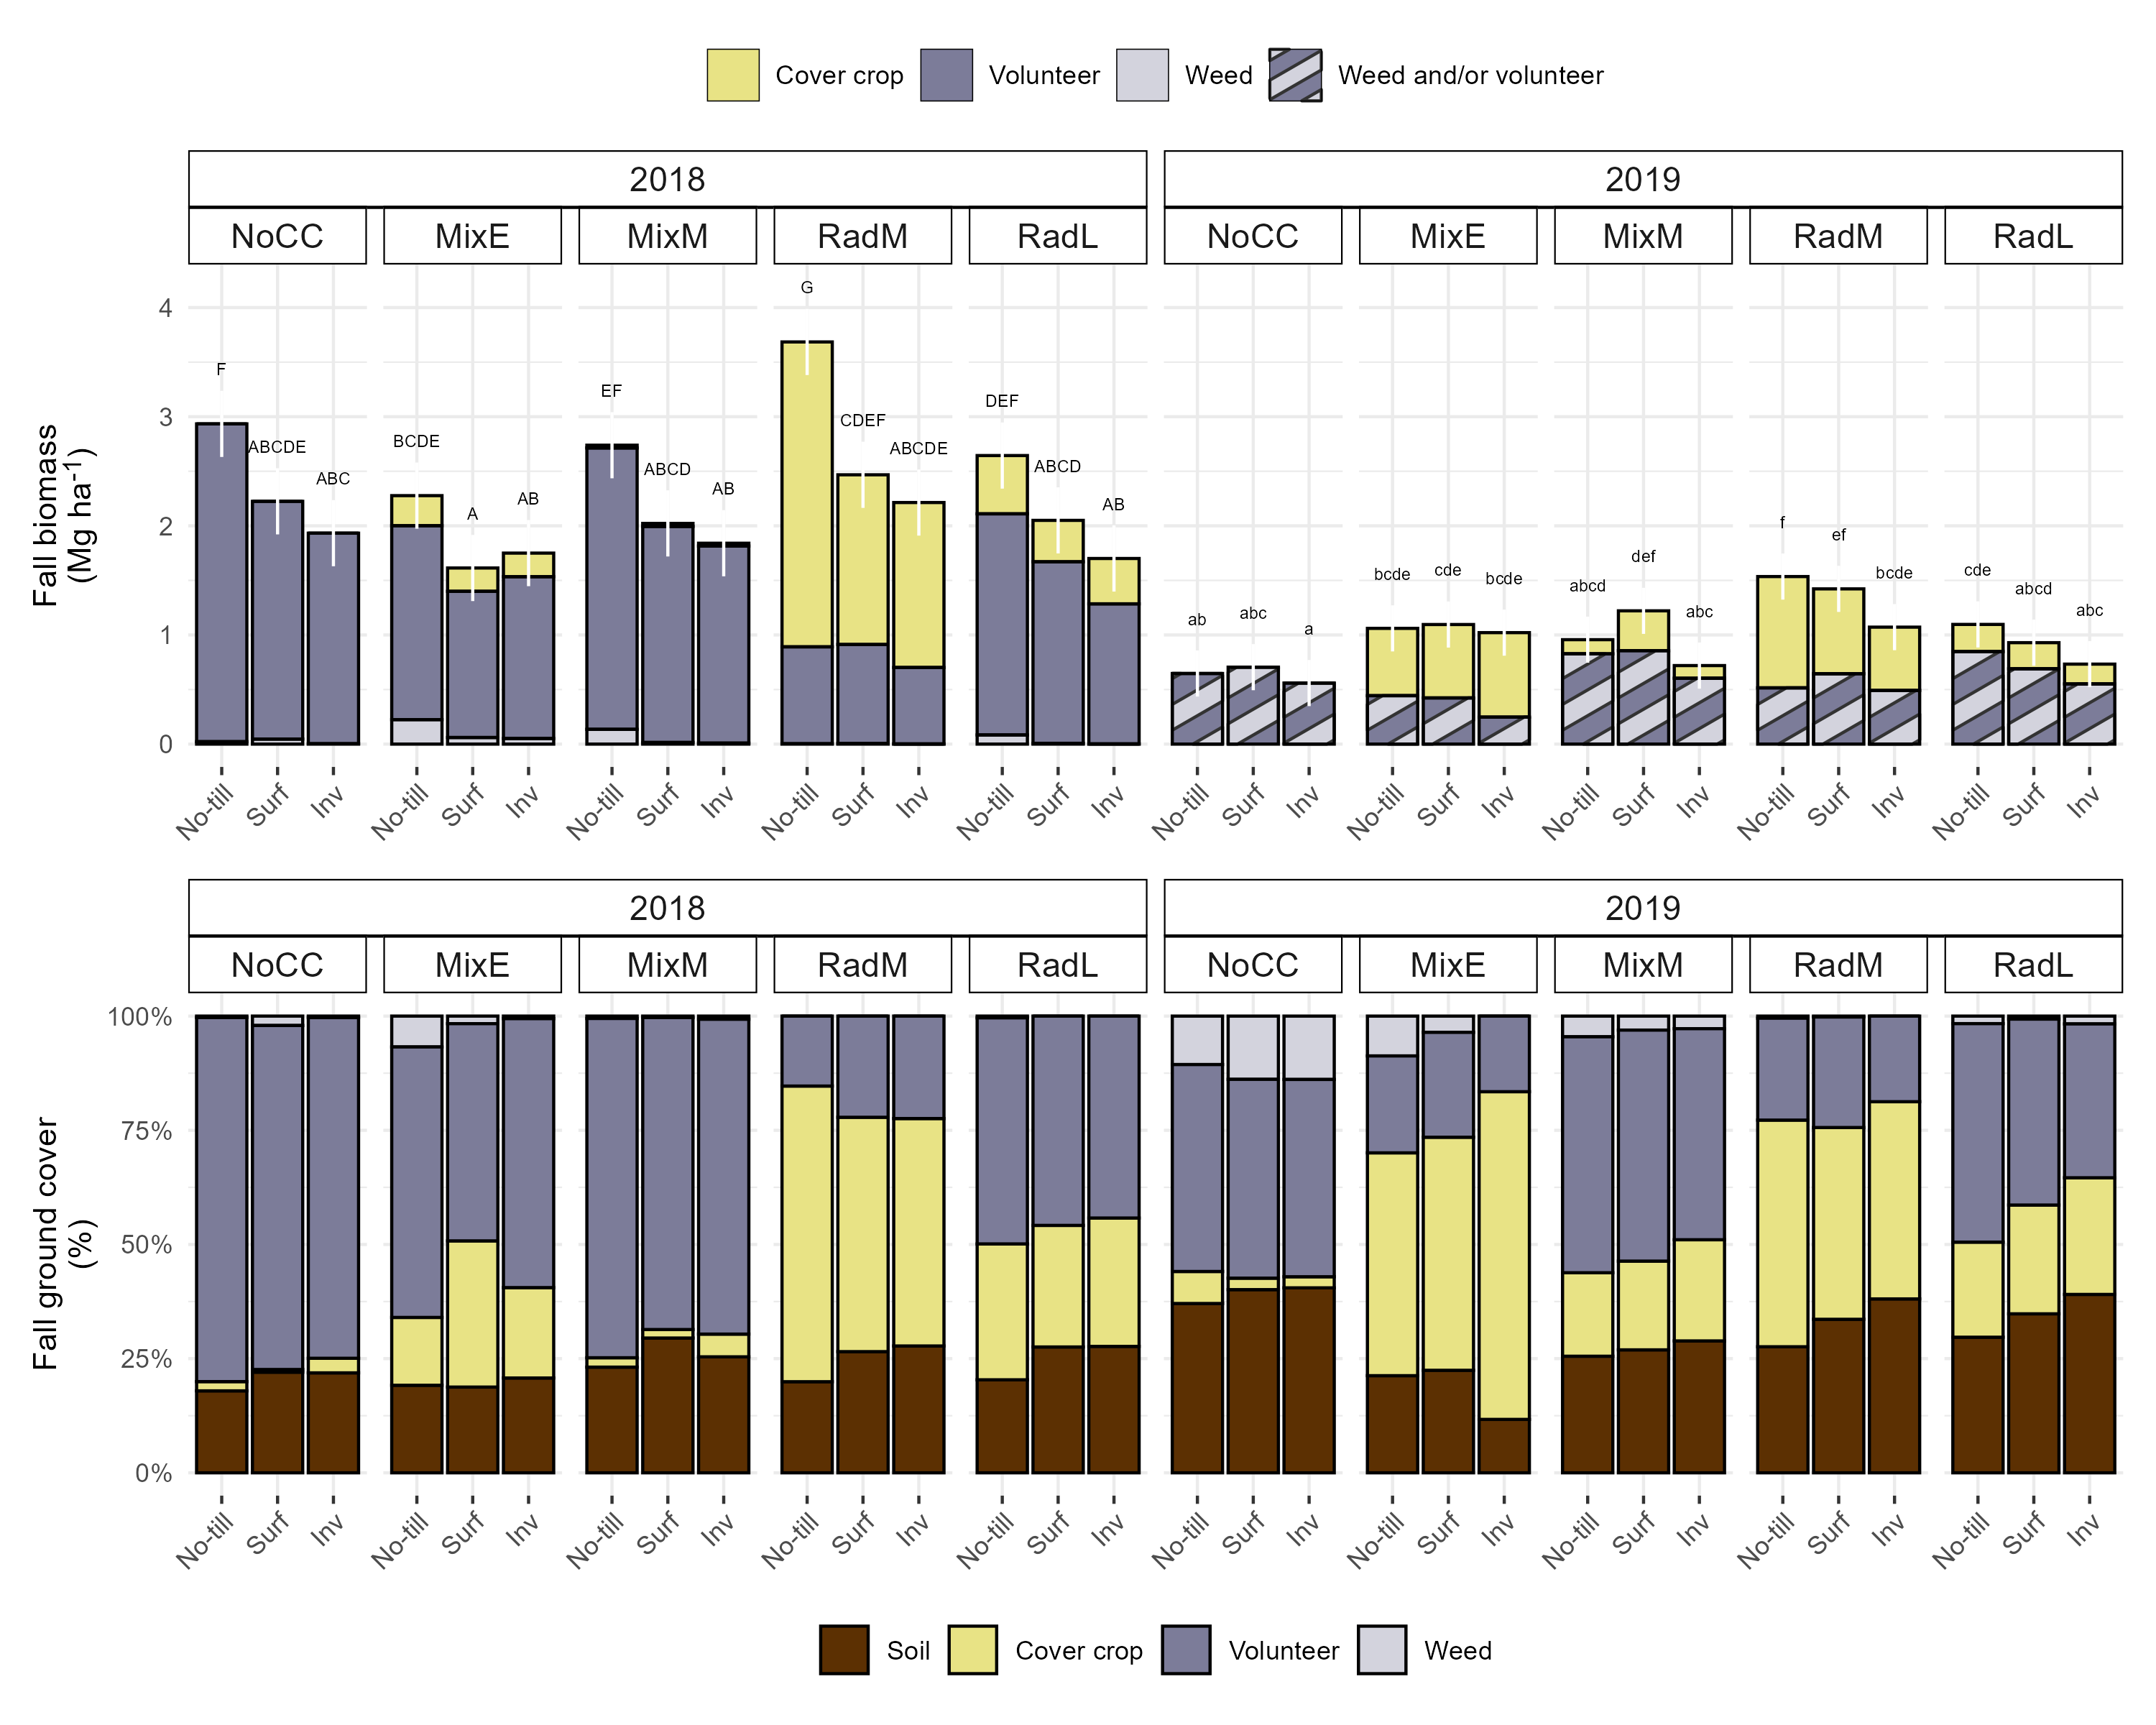 Cover crop Volunteer Weed Weed and/or volunteer
2018 2019
NoCC MixE MixM RadM RadL NoCC MixE MixM RadM RadL
Fall biomass
(Mg ha-1)
4
3
2
1
0
F ABCDE ABC
BCDE A AB
EF ABCD AB
G CDEF ABCDE
DEF ABCD AB
ab abc a
bcde cde bcde
abcd def abc
f ef bcde
cde abcd abc
No-till Surf Inv No-till Surf Inv No-till Surf Inv No-till Surf Inv No-till Surf Inv No-till Surf Inv No-till Surf Inv No-till Surf Inv No-till Surf Inv No-till Surf Inv
2018 2019
NoCC MixE MixM RadM RadL NoCC MixE MixM RadM RadL
Fall ground cover
(%)
100%
75%
50%
25%
0%
No-till Surf Inv No-till Surf Inv No-till Surf Inv No-till Surf Inv No-till Surf Inv No-till Surf Inv No-till Surf Inv No-till Surf Inv No-till Surf Inv No-till Surf Inv
Soil Cover crop Volunteer Weed